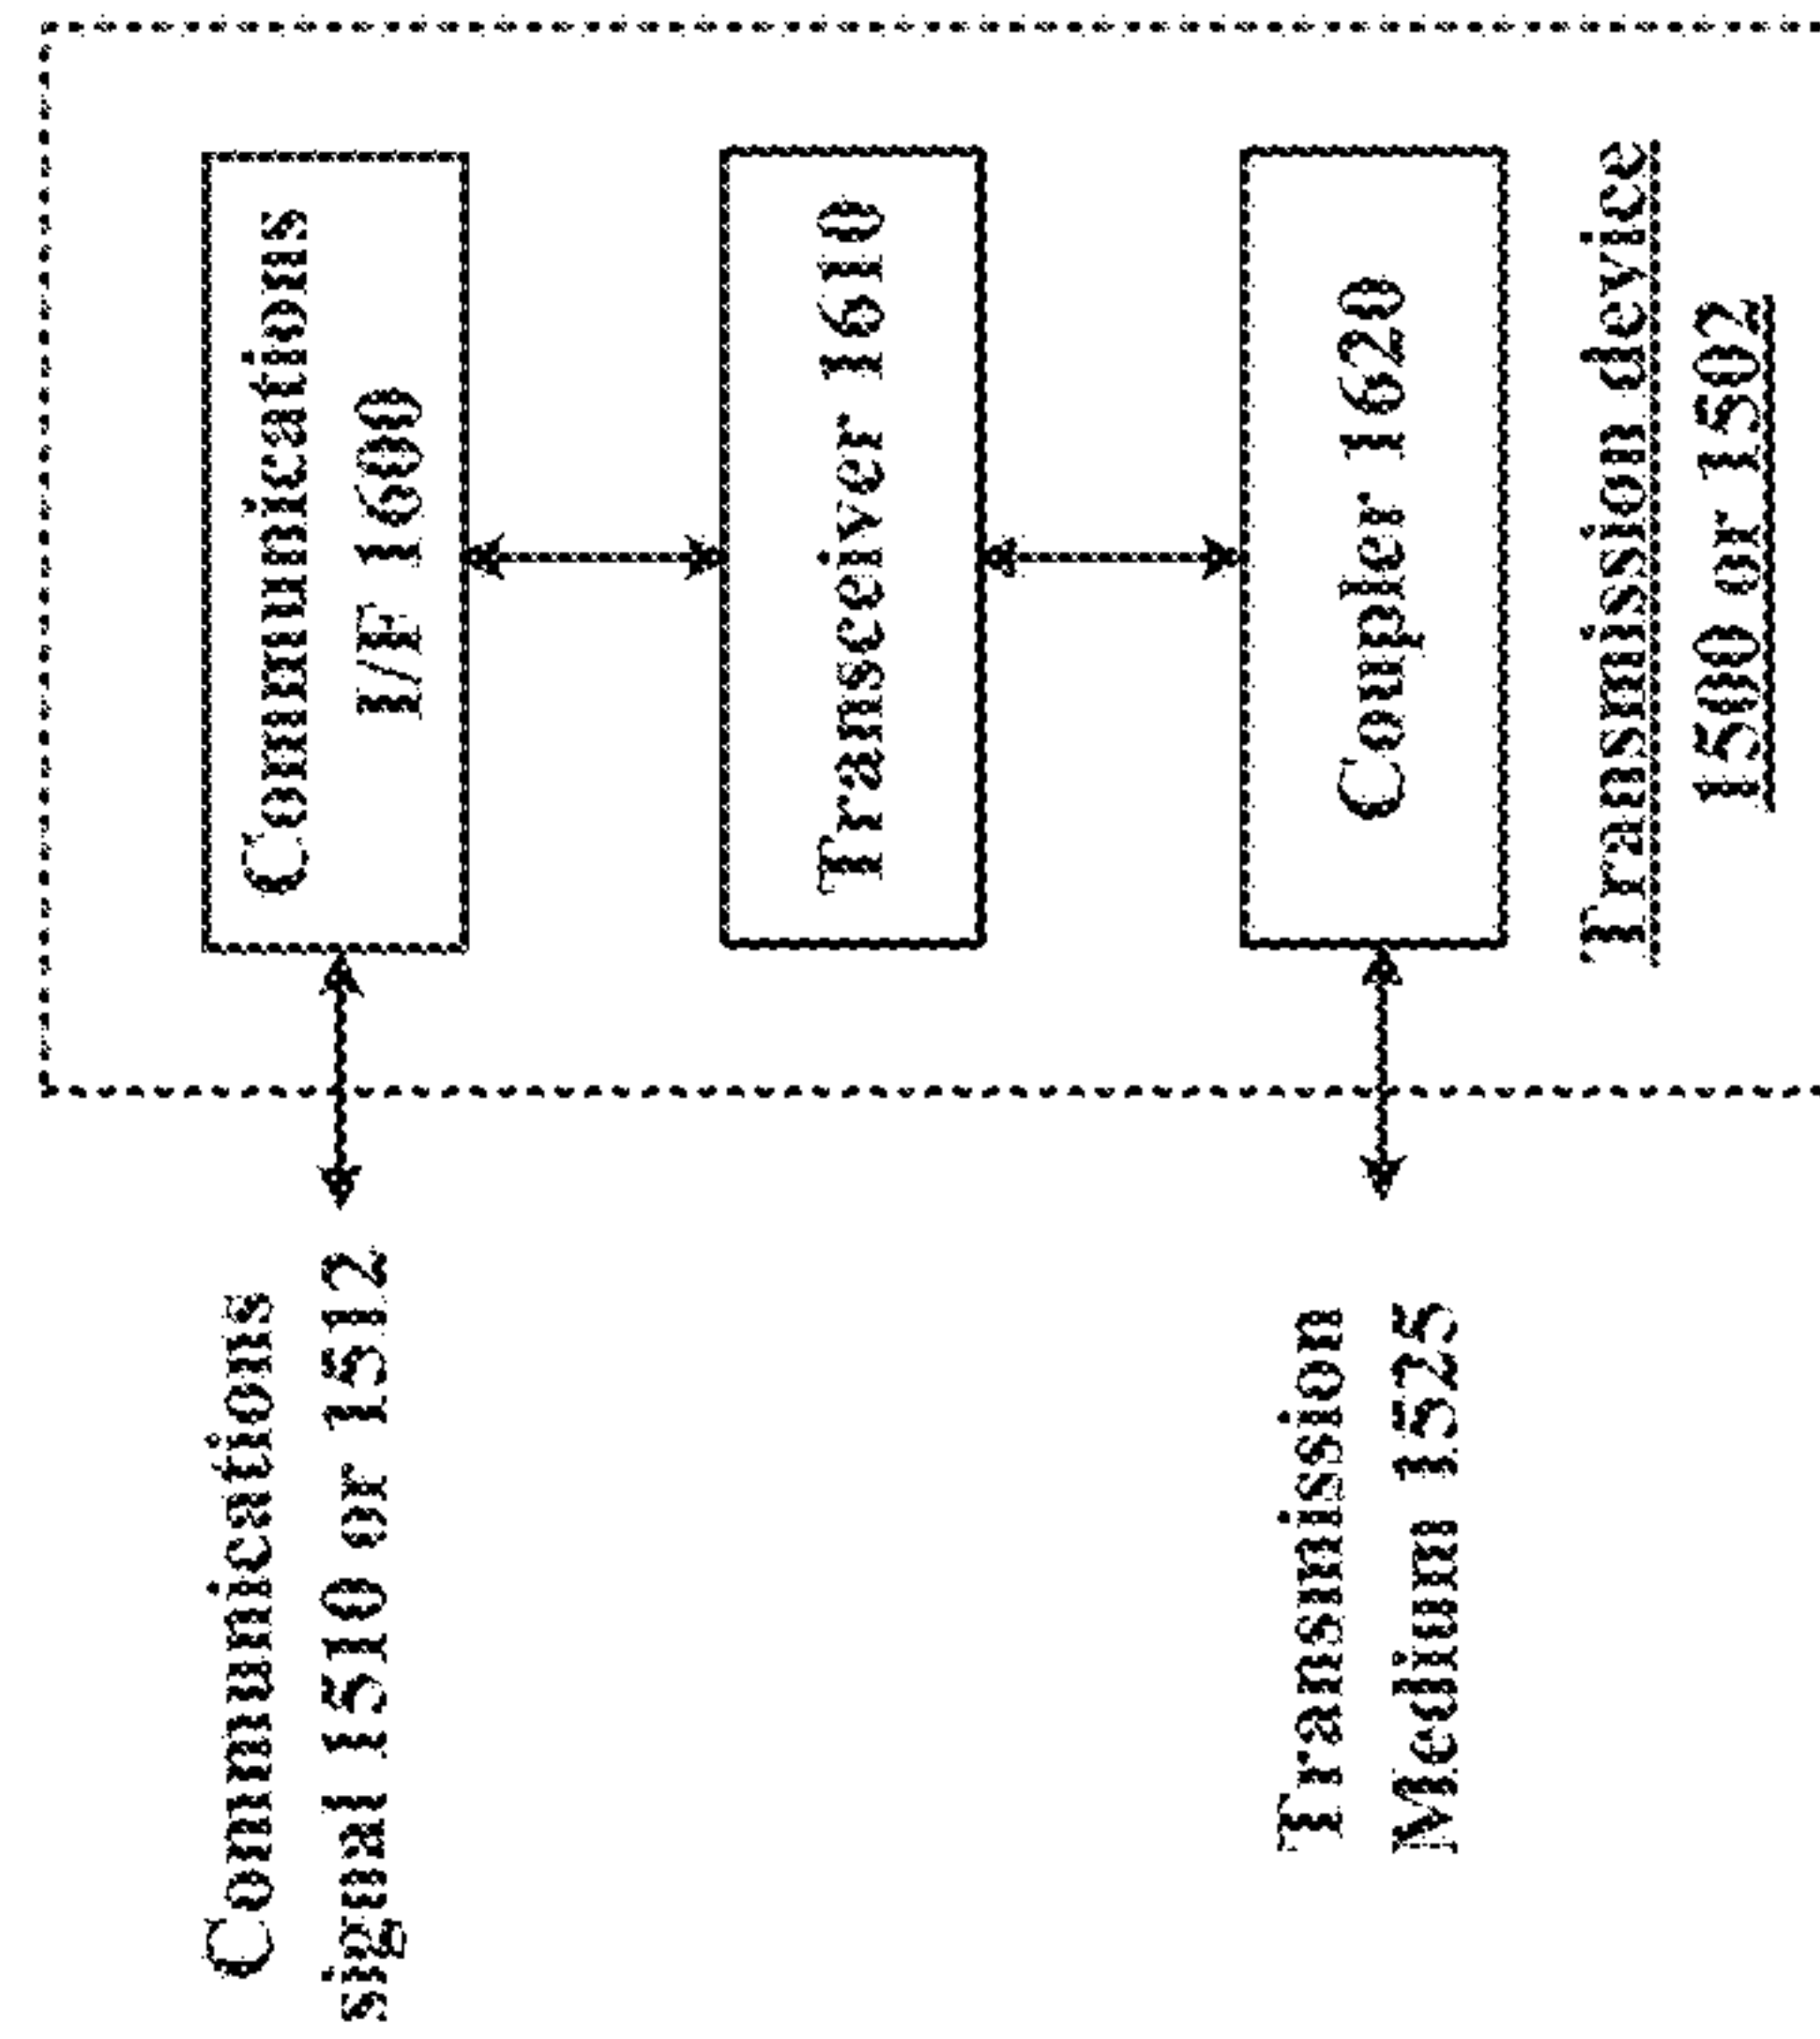 Communications
signal 1510 or 1512
Communications
I/F 1600
Transceiver 1610
Transmission
Medium 1525
Coupler 1620
Transmission device
1500 or 1502